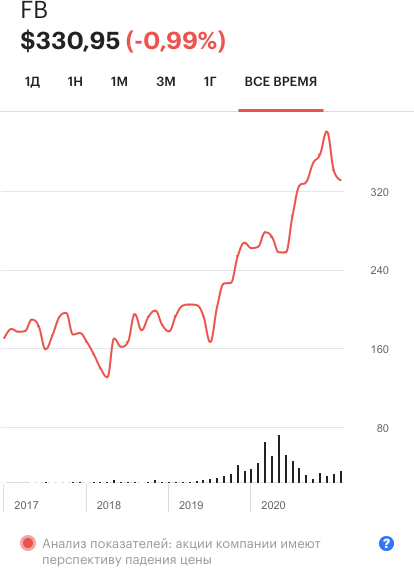 FB
$330,95 (-0,99%)
1Д 1Н 1М 3М 1Г ВСЕ ВРЕМЯ
320
240
160
80
2017 2018 2019 2020
Анализ показателей: акции компании имеют
перспективу падения цены
?